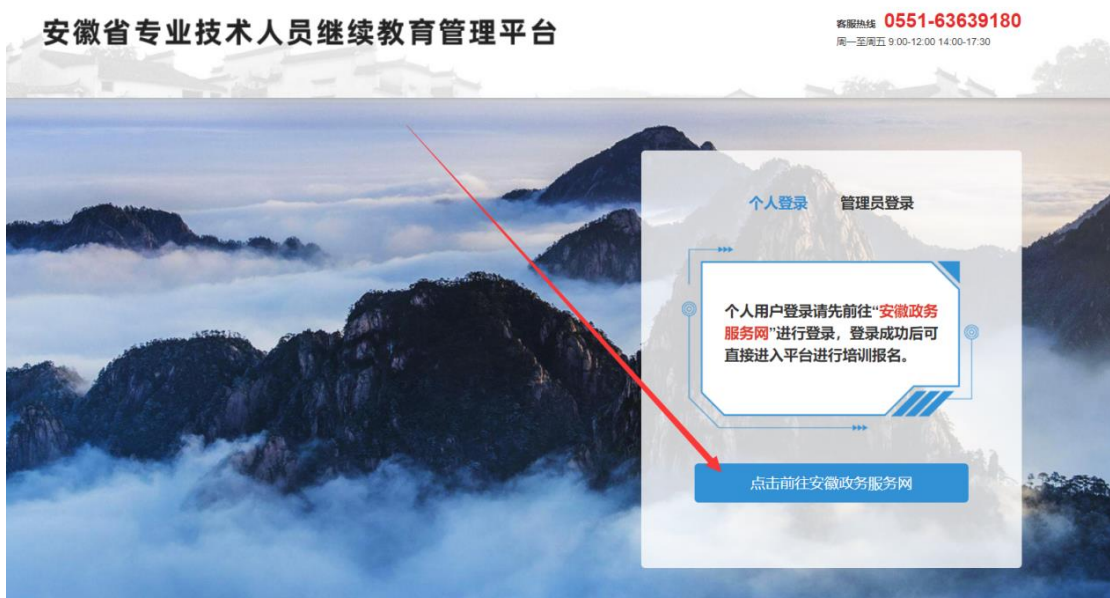 安徽省专业技术人员继续教育管理平台
客服热线 0551-63639180
周一至周五 9:00-12:00 14:00-17:30
个人登录 管理员登录
个人用户登录请先前往“安徽政务
服务网”进行登录，登录成功后可
直接进入平台进行培训报名。
点击前往安徽政务服务网